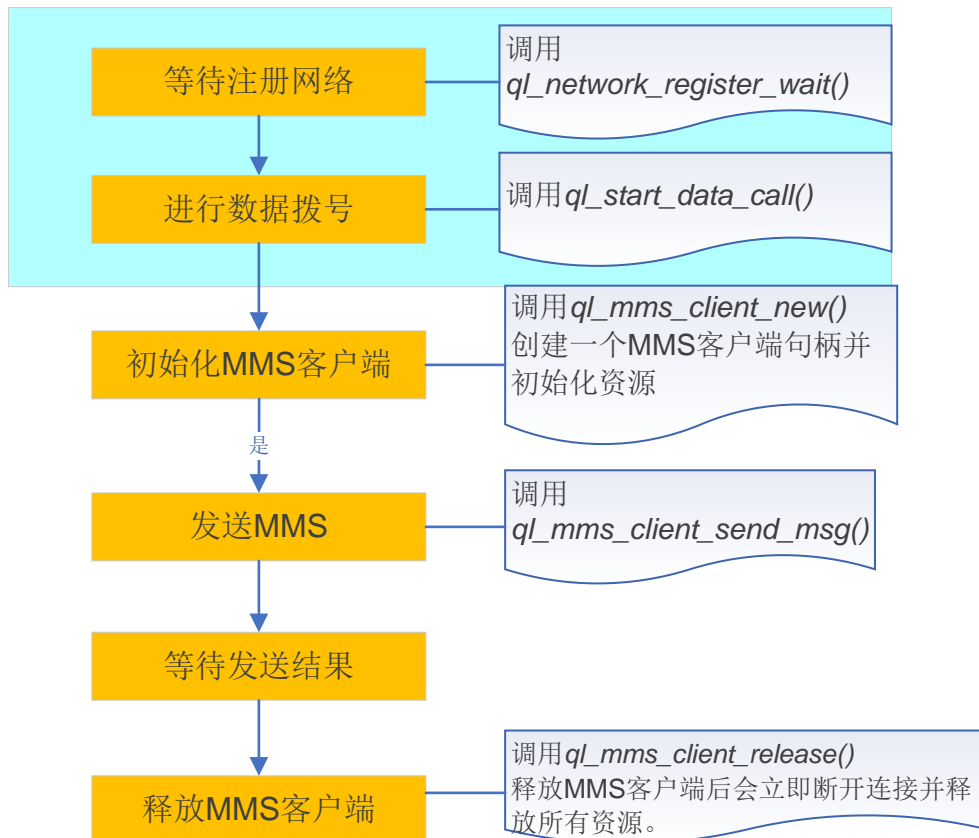 等待注册网络
调用
ql_network_register_wait()
进行数据拨号
调用ql_start_data_call()
初始化MMS客户端
调用ql_mms_client_new()
创建一个MMS客户端句柄并
初始化资源
是
发送MMS
调用
ql_mms_client_send_msg()
等待发送结果
释放MMS客户端
调用ql_mms_client_release()
释放MMS客户端后会立即断开连接并释
放所有资源。